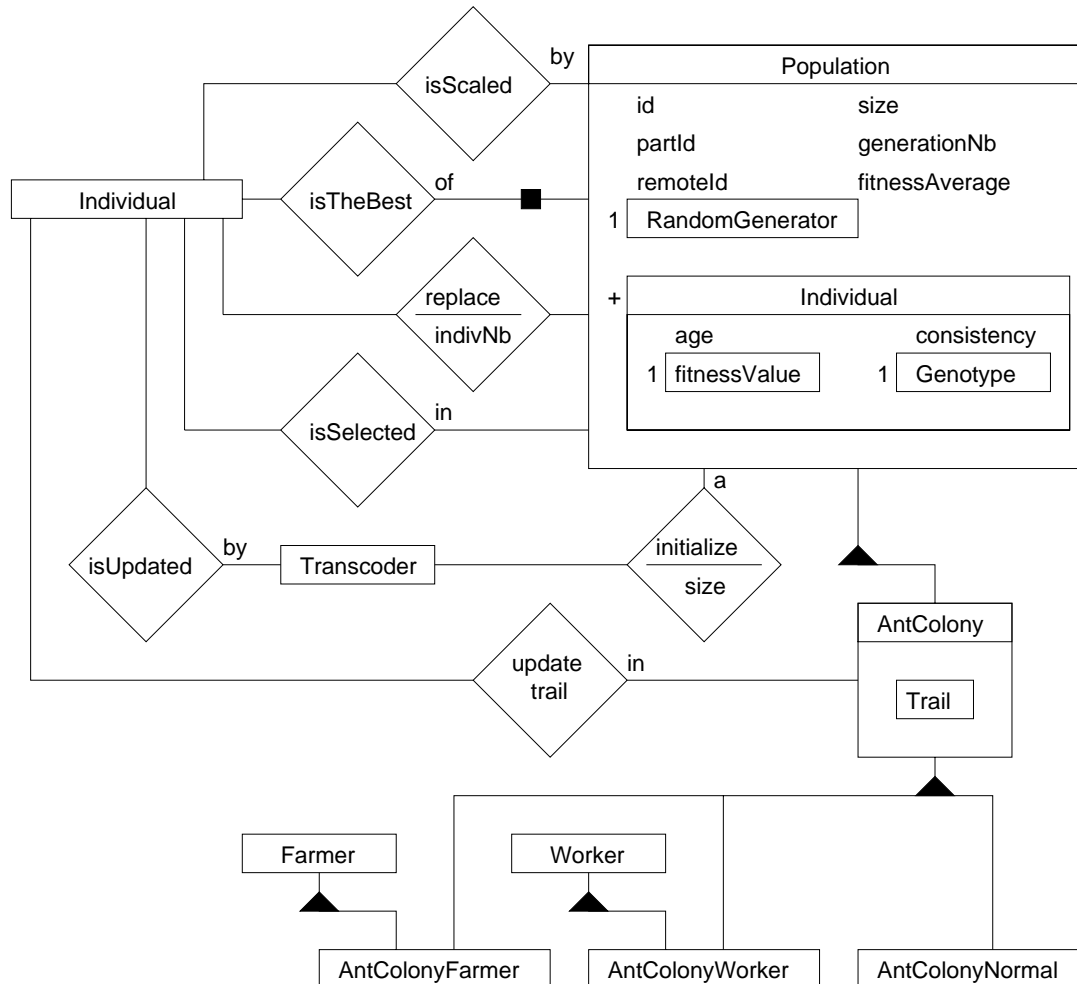 by
Population
isScaled
id size
partId generationNb
remoteId fitnessAverage
Individual
isTheBest
of
1 RandomGenerator
replace
indivNb
+ Individual
age consistency
1 fitnessValue 1 Genotype
isSelected
in
a
isUpdated
by
Transcoder
initialize
size
AntColony
update
trail
in
Trail
Farmer
Worker
AntColonyFarmer
AntColonyWorker
AntColonyNormal